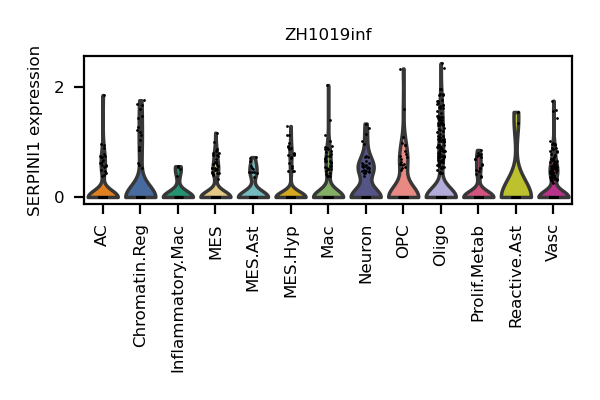 ZH1019inf
SERPINI1 expression
2
0
AC
Chromatin.Reg
Inflammatory.Mac
MES
MES.Ast
MES.Hyp
Mac
Neuron
OPC
Oligo
Prolif.Metab
Reactive.Ast
Vasc